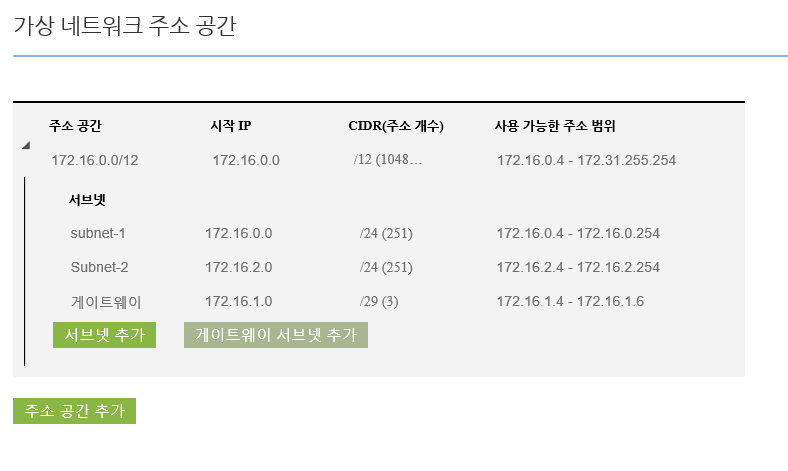 가상 네트워크 주소 공간
주소 공간 시작 IP CIDR(주소 개수) 사용 가능한 주소 범위
172.16.0.0/12 172.16.0.0 /12 (1048... 172.16.0.4 - 172.31.255.254
서브넷
subnet-1 172.16.0.0 /24 (251) 172.16.0.4 - 172.16.0.254
Subnet-2 172.16.2.0 /24 (251) 172.16.2.4 - 172.16.2.254
게이트웨이 172.16.1.0 /29 (3) 172.16.1.4 - 172.16.1.6
서브넷 추가 게이트웨이 서브넷 추가
주소 공간 추가